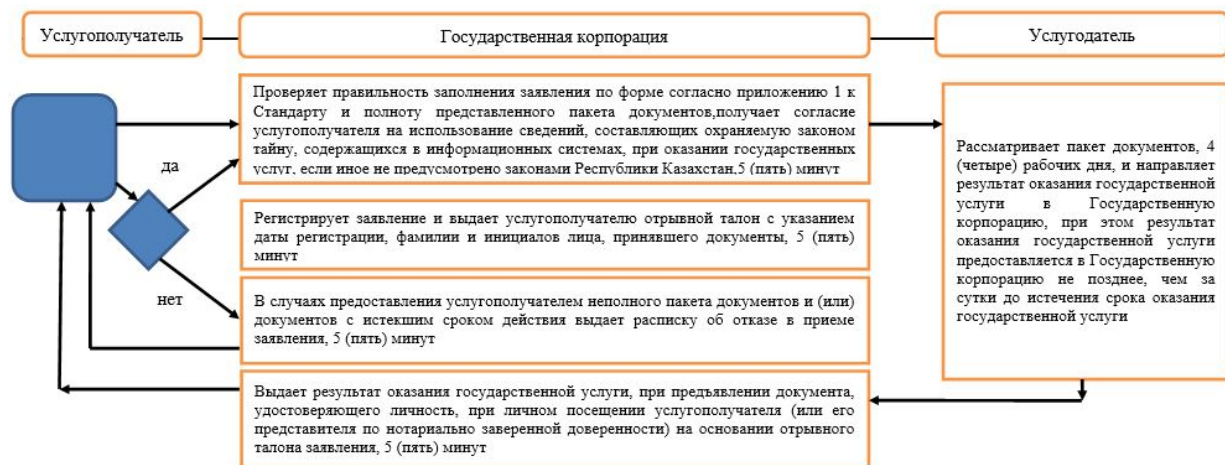 Услугополучатель
Государственная корпорация
Услугодатель
Проверяет правильность заполнения заявления по форме согласно приложению 1 к
Стандарту и полноту представленного пакета документов,получает согласие
услугополучателя на использование сведений, составляющих охраняемую законом
тайну, содержащихся в информационных системах, при оказании государственных
услуг, если иное не предусмотрено законами Республики Казахстан,5 (пять) минут
да
Регистрирует заявление и выдает услугополучателю отрывной талон с указанием
даты регистрации, фамилии и инициалов лица, принявшего документы, 5 (пять)
минут
нет
В случаях предоставления услугополучателем неполного пакета документов и (или)
документов с истекшим сроком действия выдает расписку об отказе в приеме
заявления, 5 (пять) минут
Выдает результат оказания государственной услуги, при предъявлении документа,
удостоверяющего личность, при личном посещении услугополучателя (или его
представителя по нотариально заверенной доверенности) на основании отрывного
талона заявления, 5 (пять) минут
Рассматривает пакет документов, 4
(четыре) рабочих дня, и направляет
результат оказания государственной
услуги в Государственную
корпорацию, при этом результат
оказания государственной услуги
предоставляется в Государственную
корпорацию не позднее, чем за
сутки до истечения срока оказания
государственной услуги